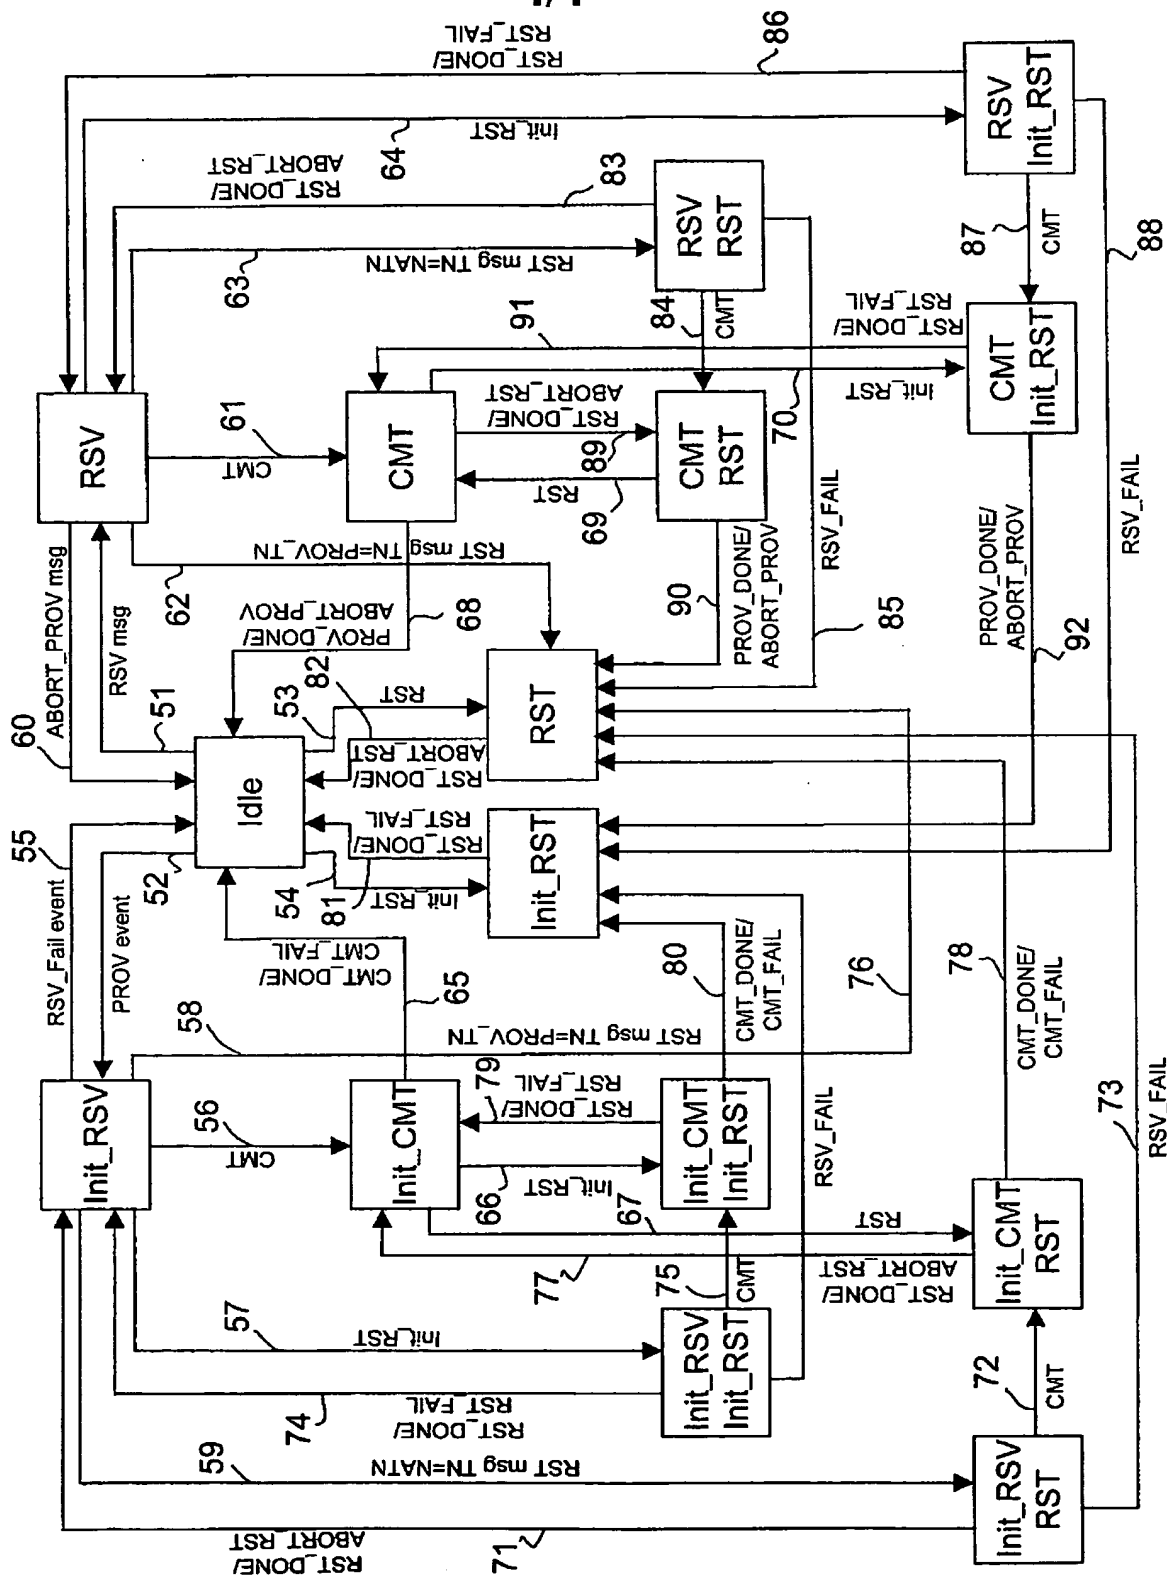 RSV_Fail event
55
PROV event
52
60
ABORT_PROV msg
RSV msg
51
RST_DONE/
RST_FAIL
86
Init_RST
64
RST_DONE/
ABORT_RST
83
RST msg TN=NATN
63
Init_RSV
Idle
RSV
RSV
Init_RST
RSV
RST
58
RST msg TN=PROV_TN
56
CMT
CMT_DONE/
CMT_FAIL
65
54
Init_RST
81
RST_DONE/
RST_FAIL
53
RST
82
RST_DONE/
ABORT_RST
PROV_DONE/
ABORT_PROV
68
62
RST msg TN=PROV_TN
61
CMT
91
RST_DONE/
RST_FAIL
84
CMT
87
CMT
88
Init_CMT
Init_RST
RST
CMT
CMT
RST
CMT
Init_RST
89
RST_DONE/
ABORT_RST
69
RST
70
Init_RST
90
PROV_DONE/
ABORT_PROV
85
RSV_FAIL
PROV_DONE/
ABORT_PROV
92
RSV_FAIL
79
RST_DONE/
RST_FAIL
66
Init_RST
67
RST
77
RST_DONE/
ABORT_RST
80
CMT_DONE/
CMT_FAIL
RSV_FAIL
76
78
CMT_DONE/
CMT_FAIL
73
RSV_FAIL
Init_CMT
Init_RST
75
CMT
Init_RSV
Init_RST
57
Init_RST
74
RST_DONE/
RST_FAIL
59
RST msg TN=NATN
71
RST_DONE/
ABORT_RST
Init_CMT
RST
72
CMT
Init_RSV
RST